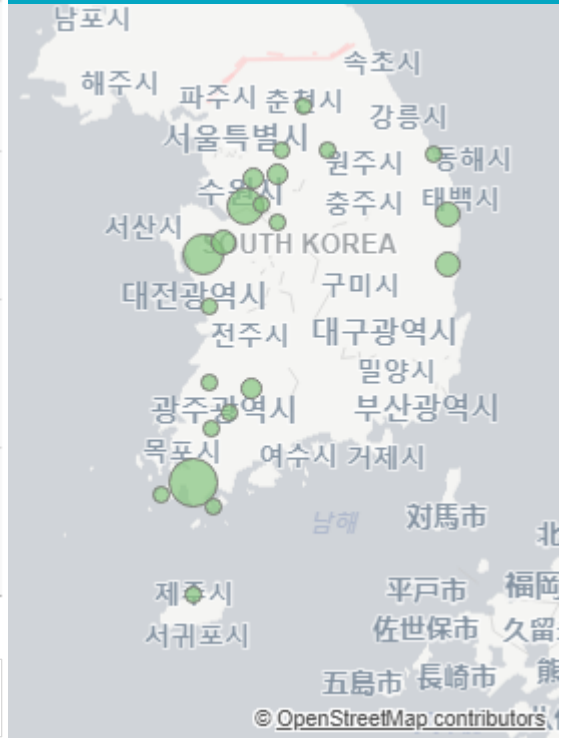 남포시
속초시
해주시
파주시 춘천시
강릉시
서울특별시
원주시 동해시
수원시
충주시 태백시
서산시
SOUTH KOREA
대전광역시 구미시
전주시 대구광역시
밀양시
광주광역시 부산광역시
목포시 여수시 거제시
남해 対馬市
北
제주시 平戸市 福岡
서귀포시 佐世保市 久留
五島市 長崎市 熊
© OpenStreetMap contributors